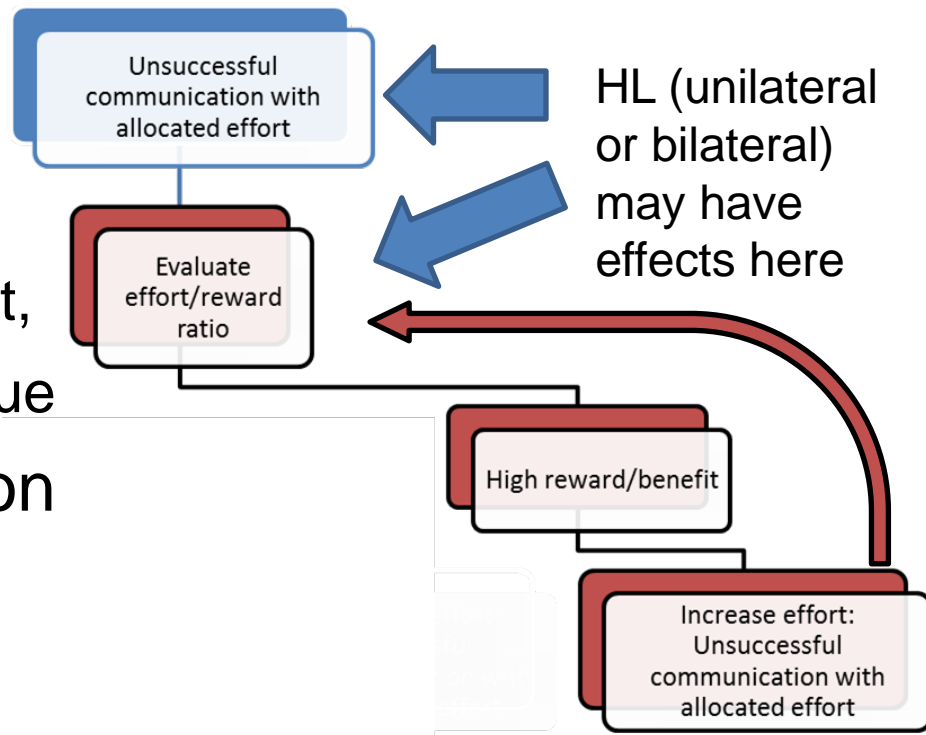 Unsuccessful
communication with
allocated effort
HL (unilateral
or bilateral)
may have
effects here
Evaluate
effort/reward
ratio
t,
ue
on
High reward/benefit
Increase effort:
Unsuccessful
communication with
allocated effort